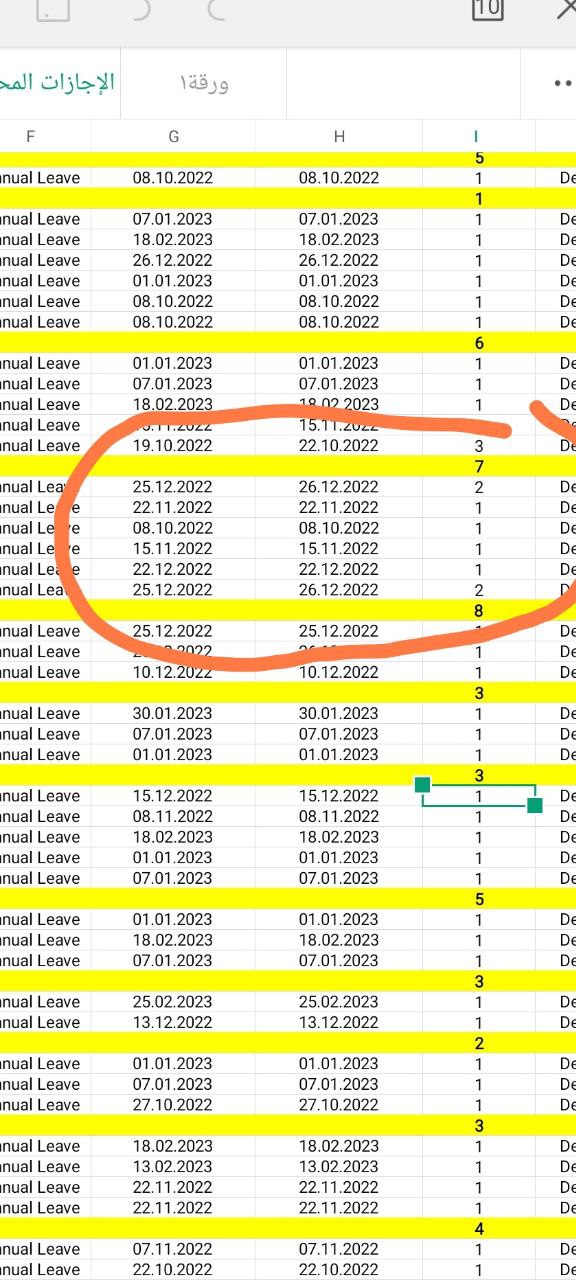 10
الإجازات المح ورقة١
F G H I
5
nual Leave 08.10.2022 08.10.2022 1 De
1
nual Leave 07.01.2023 07.01.2023 1 De
nual Leave 18.02.2023 18.02.2023 1 De
nual Leave 26.12.2022 26.12.2022 1 De
nual Leave 01.01.2023 01.01.2023 1 De
nual Leave 08.10.2022 08.10.2022 1 De
nual Leave 08.10.2022 08.10.2022 1 De
6
nual Leave 01.01.2023 01.01.2023 1 De
nual Leave 07.01.2023 07.01.2023 1 De
nual Leave 18.02.2023 18.02.2023 1 De
nual Leave 15.11.2022
nual Leave 19.10.2022 22.10.2022 3 De
7
nual Leave 25.12.2022 26.12.2022 2 De
nual Leave 22.11.2022 22.11.2022 1 De
nual Leave 08.10.2022 08.10.2022 1 De
nual Leave 15.11.2022 15.11.2022 1 De
nual Leave 22.12.2022 22.12.2022 1 De
nual Leave 25.12.2022 26.12.2022 2
8
nual Leave 25.12.2022 25.12.2022 1 De
nual Leave 1 De
nual Leave 10.12.2022 10.12.2022 1 De
3
nual Leave 30.01.2023 30.01.2023 1 De
nual Leave 07.01.2023 07.01.2023 1 De
nual Leave 01.01.2023 01.01.2023 1 De
3
nual Leave 15.12.2022 15.12.2022 1 De
nual Leave 08.11.2022 08.11.2022 1 De
nual Leave 18.02.2023 18.02.2023 1 De
nual Leave 01.01.2023 01.01.2023 1 De
nual Leave 07.01.2023 07.01.2023 1 De
5
nual Leave 01.01.2023 01.01.2023 1 De
nual Leave 18.02.2023 18.02.2023 1 De
nual Leave 07.01.2023 07.01.2023 1 De
3
nual Leave 25.02.2023 25.02.2023 1 De
nual Leave 13.12.2022 13.12.2022 1 De
2
nual Leave 01.01.2023 01.01.2023 1 De
nual Leave 07.01.2023 07.01.2023 1 De
nual Leave 27.10.2022 27.10.2022 1 De
3
nual Leave 18.02.2023 18.02.2023 1 De
nual Leave 13.02.2023 13.02.2023 1 De
nual Leave 22.11.2022 22.11.2022 1 De
nual Leave 22.11.2022 22.11.2022 1 De
4
nual Leave 07.11.2022 07.11.2022 1 De
nual Leave 22.10.2022 22.10.2022 1 De